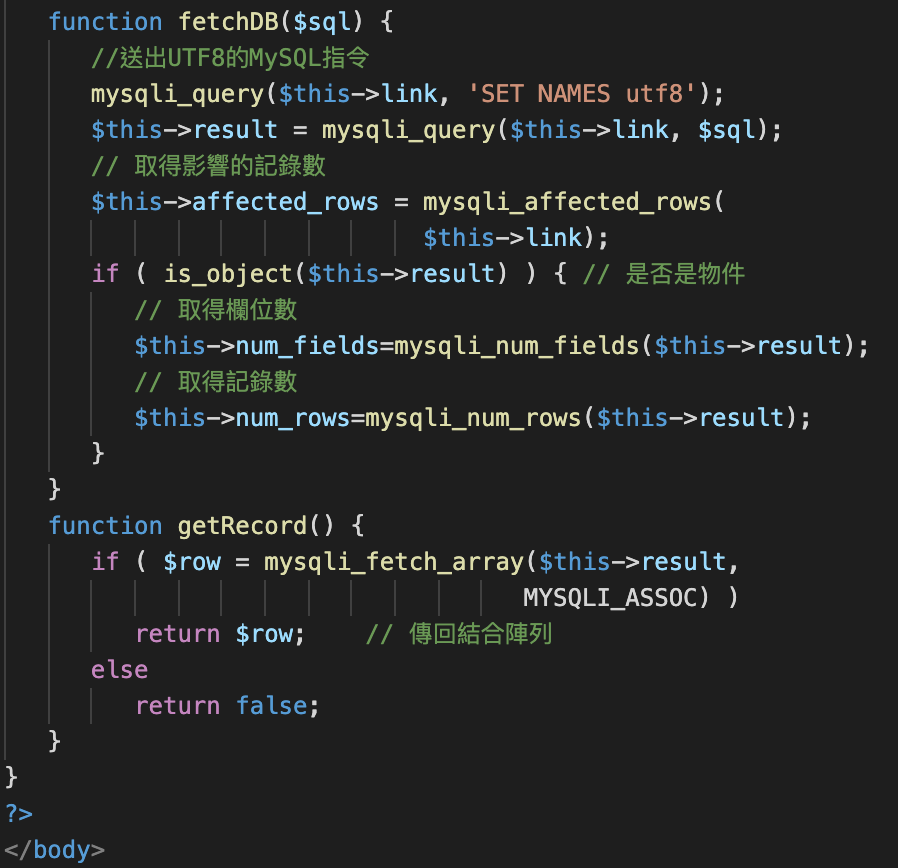 function fetchDB($sql) {
//送出UTF8的MySQL指令
mysqli_query($this->link, 'SET NAMES utf8');
$this->result = mysqli_query($this->link, $sql);
// 取得影響的記錄數
$this->affected_rows = mysqli_affected_rows(
$this->link);
if ( is_object($this->result) ) { // 是否是物件
// 取得欄位數
$this->num_fields=mysqli_num_fields($this->result);
// 取得記錄數
$this->num_rows=mysqli_num_rows($this->result);
}
}
function getRecord() {
if ( $row = mysqli_fetch_array($this->result,
MYSQLI_ASSOC) )
return $row; // 傳回結合陣列
else
return false;
}
}
?>
</body>